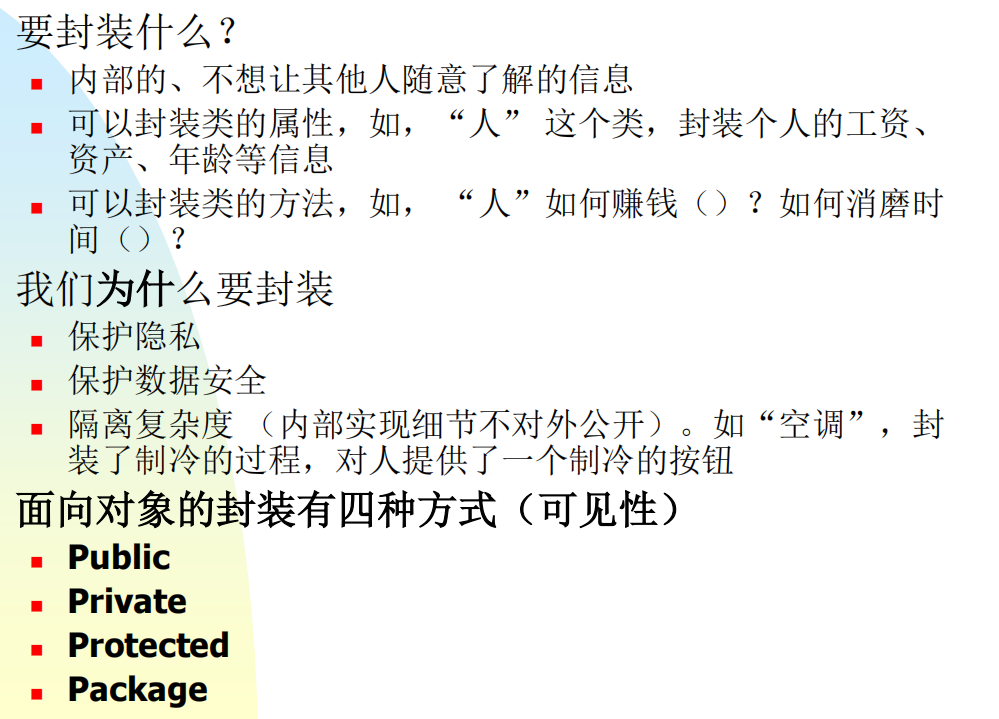 要封装什么？
内部的、不想让其他人随意了解的信息
可以封装类的属性，如，“人” 这个类，封装个人的工资、
资产、年龄等信息
可以封装类的方法，如， “人”如何赚钱（）？如何消磨时
间（）？
我们为什么要封装
保护隐私
保护数据安全
隔离复杂度 （内部实现细节不对外公开）。如“空调”，封
装了制冷的过程，对人提供了一个制冷的按钮
面向对象的封装有四种方式（可见性）
Public
Private
Protected
Package